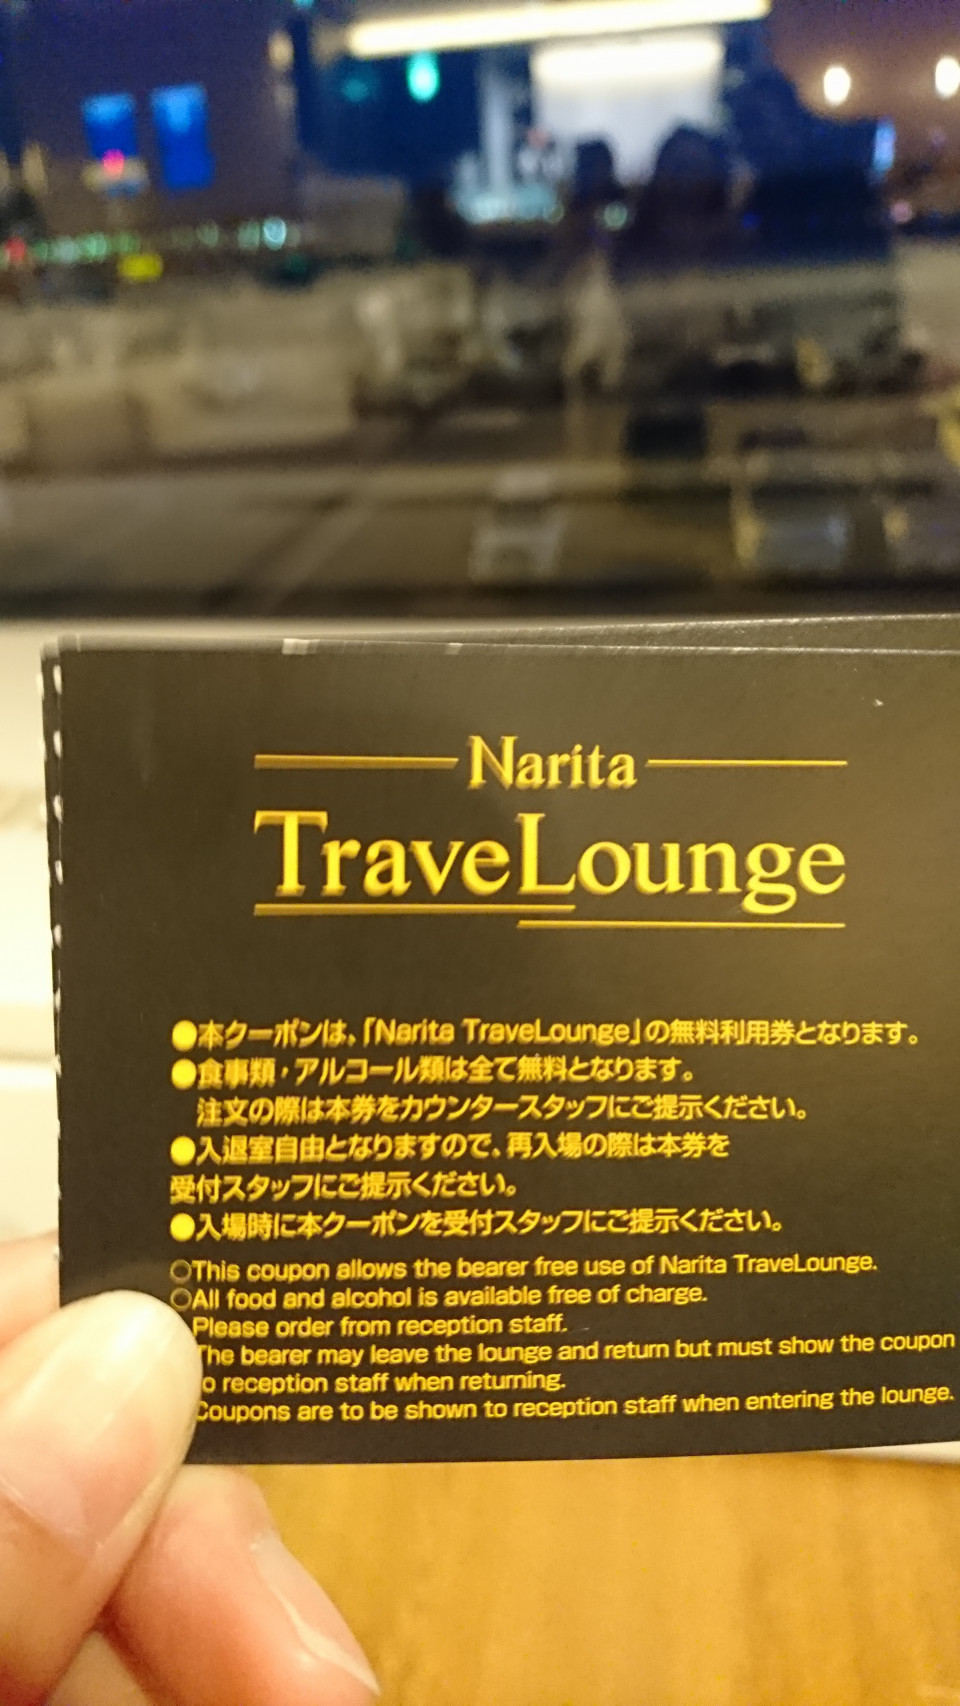 Narita
TraveLounge
●本クーポンは、「Narita TraveLounge」の無料利用券となります。
●食事類・アルコール類は全て無料となります。
注文の際は本券をカウンタースタッフにご提示ください。
●入退室自由となりますので、再入場の際は本券を
受付スタッフにご提示ください。
●入場時に本クーポンを受付スタッフにご提示ください。
○This coupon allows the bearer free use of Narita TraveLounge.
○All food and alcohol is available free of charge.
Please order from reception staff.
The bearer may leave the lounge and return but must show the coupon
to reception staff when returning.
Coupons are to be shown to reception staff when entering the lounge.